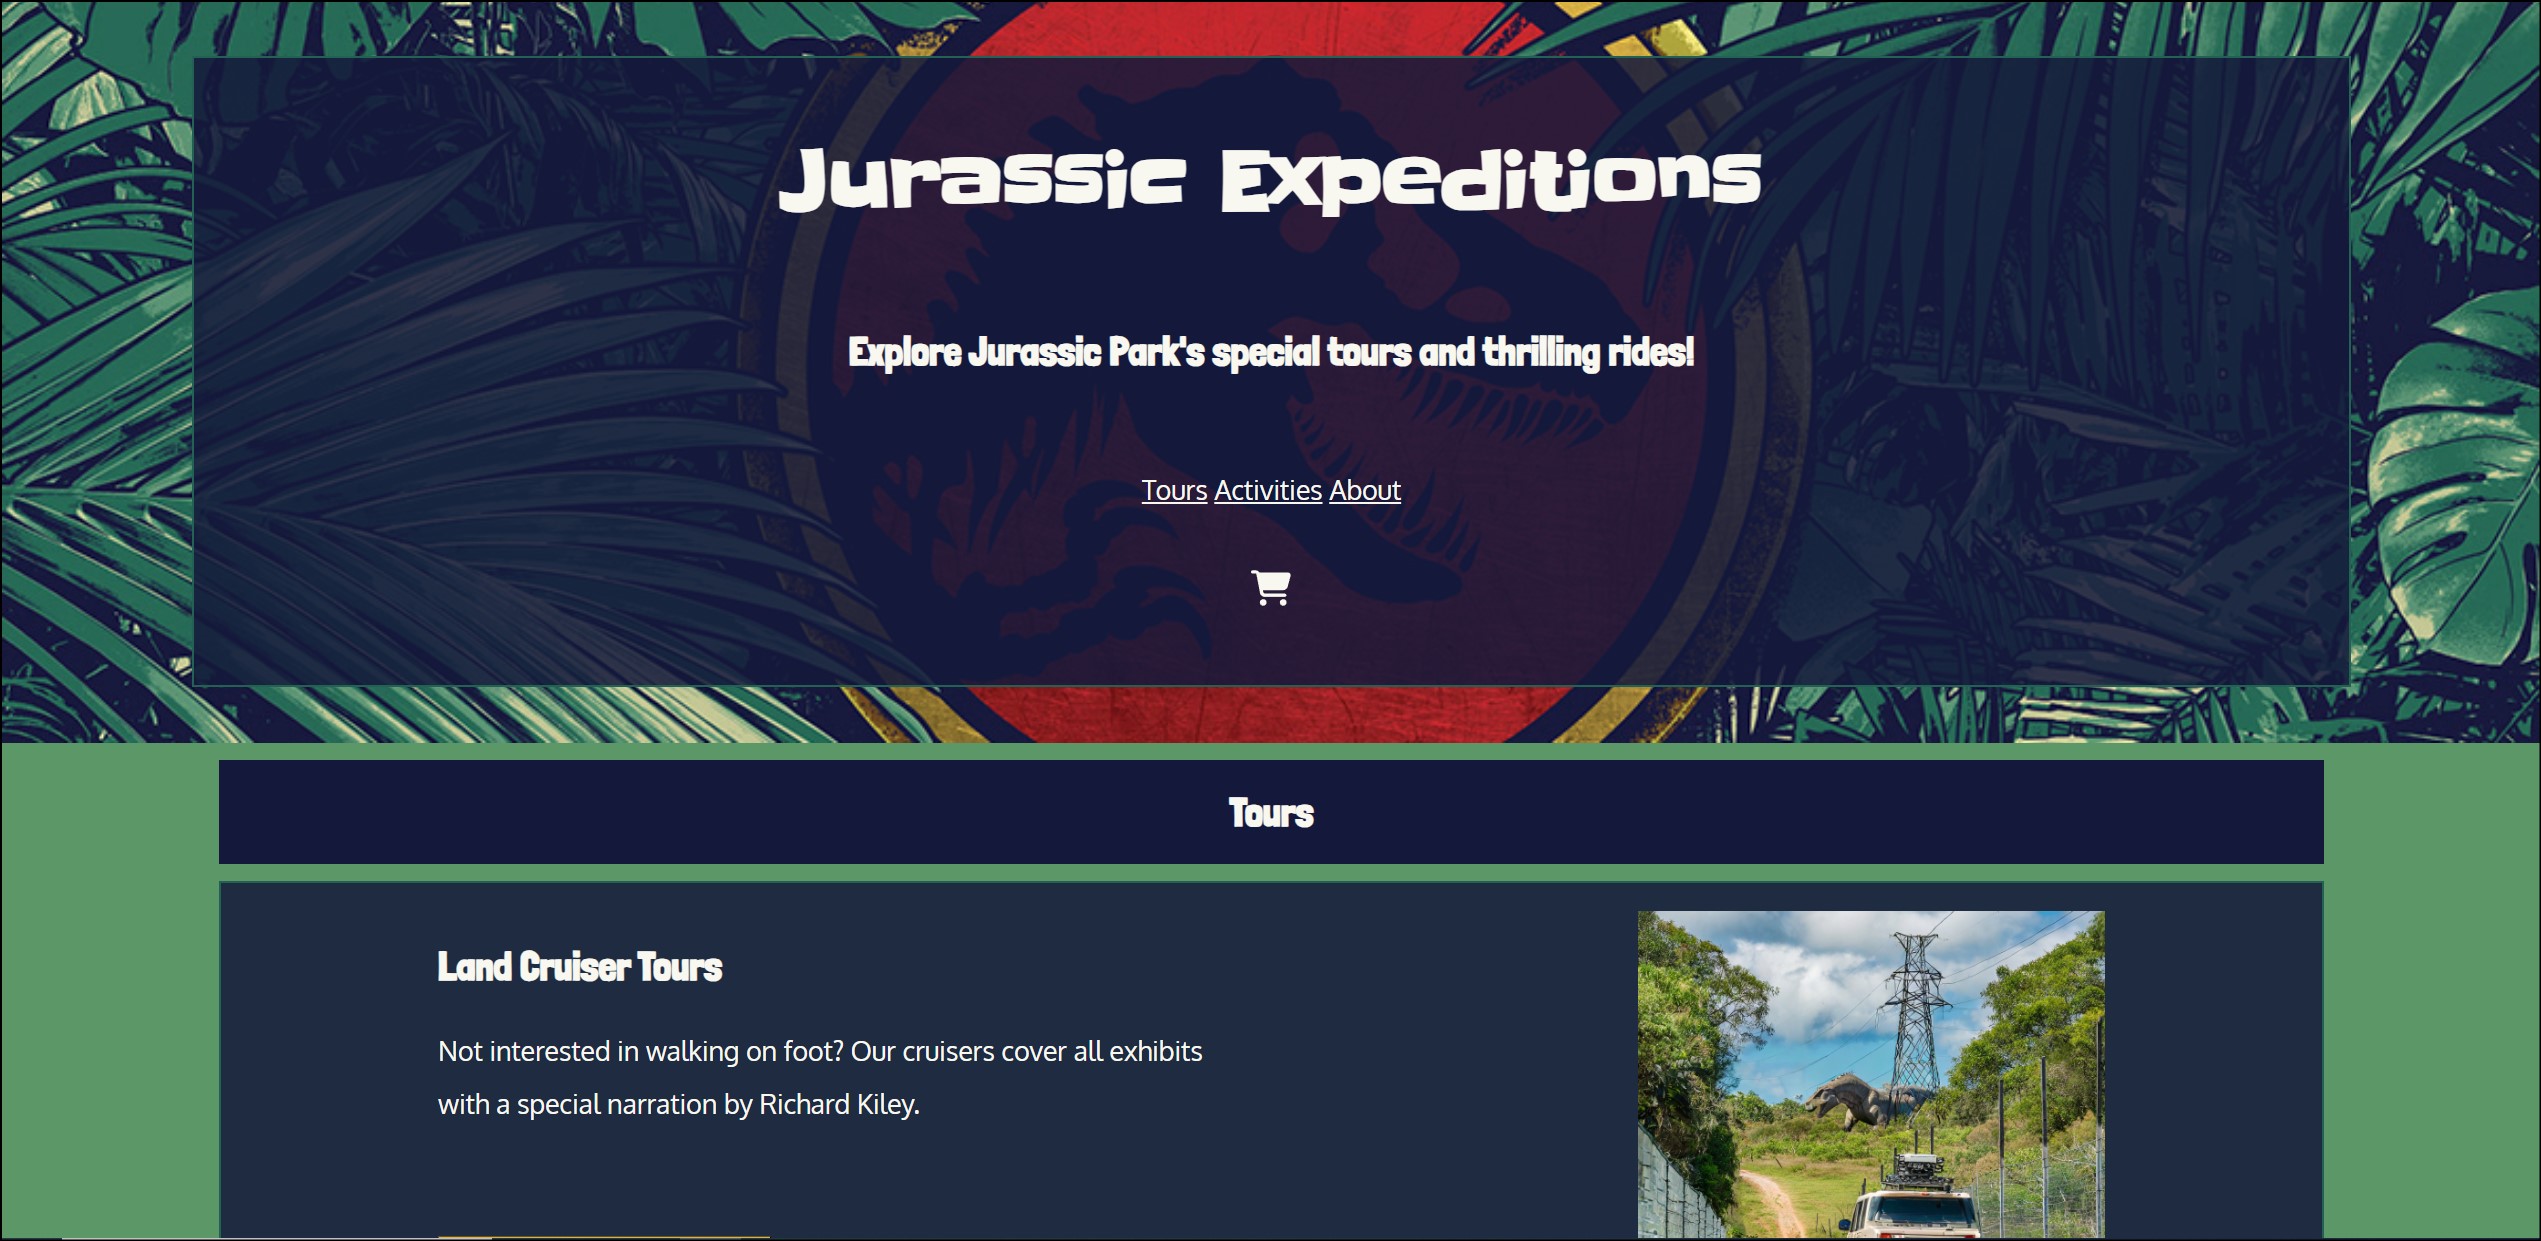 Jurassic Expeditions
Explore Jurassic Park's special tours and thrilling rides!
Tours Activities About
Tours
Land Cruiser Tours
Not interested in walking on foot? Our cruisers cover all exhibits
with a special narration by Richard Kiley.